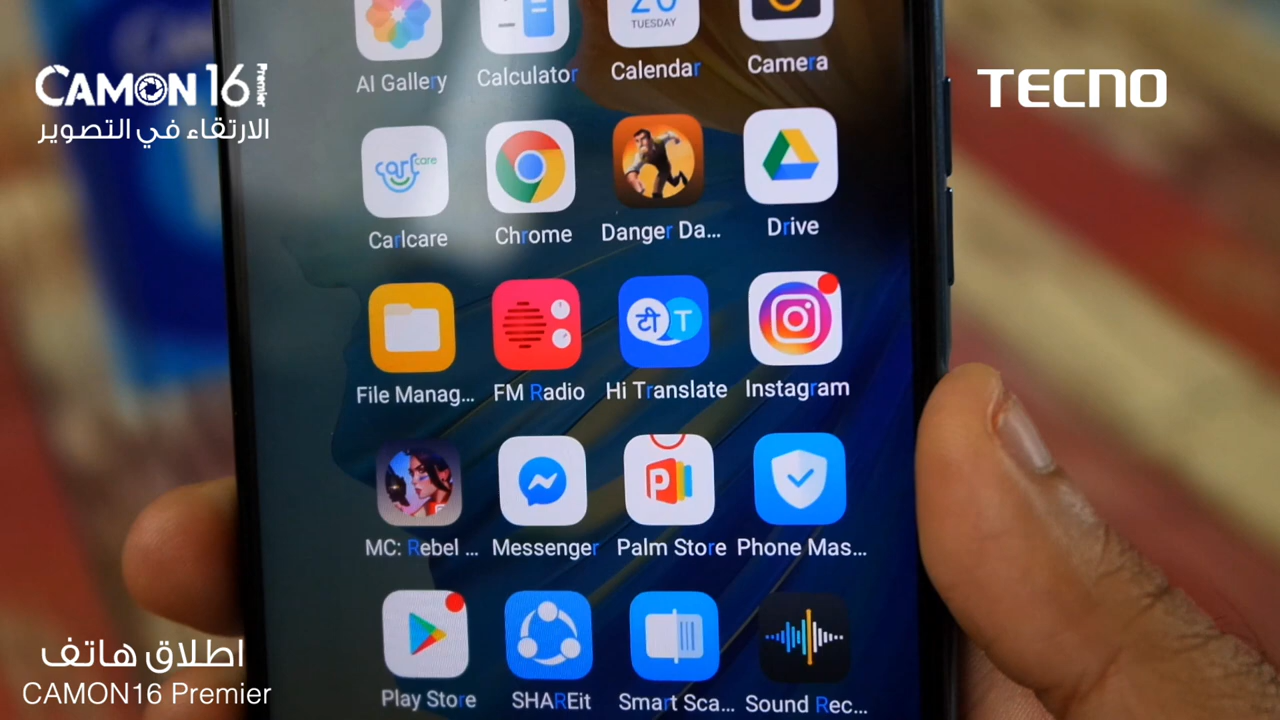 CAMON 16 Premier
الارتقاء في التصوير
TECNO
TUESDAY
AI Gallery
Calculator
Calendar
Camera
carlcare
Carlcare
Chrome
Danger Da...
Drive
टी T
File Manag...
FM Radio
Hi Translate
Instagram
P
MC: Rebel ...
Messenger
Palm Store
Phone Mas...
Play Store
SHAREit
Smart Sca...
Sound Rec...
اطلاق هاتف
CAMON16 Premier